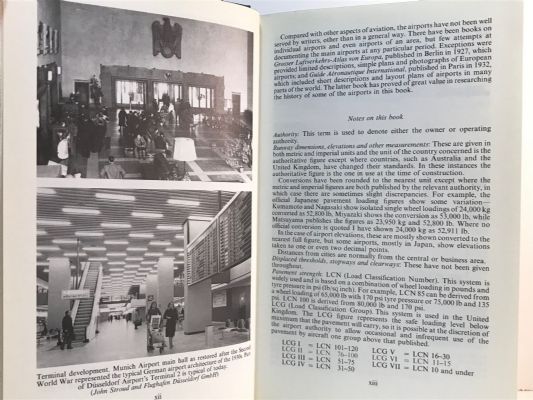 Terminal development. Munich Airport main hall as restored after the Second
World War represented the typical German airport architecture of the 1930s. Part
of Düsseldorf Airport's Terminal 2 is typical of today.
(John Stroud and Flughafen Düsseldorf GmbH)
xii
Compared with other aspects of aviation, the airports have not been well
served by writers, other than in a general way. There have been books on
individual airports and even airports of an area, but few attempts at
documenting the main airports at any particular period. Exceptions were
Grosser Luftverkehrs-Atlas von Europa, published in Berlin in 1927, which
provided limited descriptions, simple plans and photographs of European
airports; and Guide Aéronautique International, published in Paris in 1932,
which included short descriptions and layout plans of airports in many
parts of the world. The latter book has proved of great value in researching
the history of some of the airports in this book.
Notes on this book
Authority: This term is used to denote either the owner or operating
authority.
Runway dimensions, elevations and other measurements: These are given in
both metric and imperial units and the unit of the country concerned is the
authoritative figure except where countries, such as Australia and the
United Kingdom, have changed their standards. In these instances the
authoritative figure is the one in use at the time of construction.
Conversions have been rounded to the nearest unit except where the
metric and imperial figures are both published by the relevant authority, in
which case there are sometimes slight discrepancies. For example, the
official Japanese pavement loading figures show some variation—
Kumamoto and Nagasaki show isolated single wheel loadings of 24,000 kg
converted as 52,800 lb, Miyazaki shows the conversion as 53,000 lb, while
Matsuyama publishes the figures as 23,950 kg and 52,800 lb. Where no
official conversion is quoted I have shown 24,000 kg as 52,911 lb.
In the case of airport elevations, these are mostly shown converted to the
nearest full figure, but some airports, mostly in Japan, show elevations
taken to one or even two decimal points.
Distances from cities are normally from the central or business area.
Displaced thresholds, stopways and clearways: These have not been given
throughout.
Pavement strength: LCN (Load Classification Number). This system is
widely used and is based on a combination of wheel loading in pounds and
tyre pressure in psi (lb/sq inch). For example, LCN 85 can be derived from
a wheel loading of 65,000 lb with 170 psi tyre pressure or 75,000 lb and 135
psi. LCN 100 is derived from 80,000 lb and 170 psi.
LCG (Load Classification Group). This system is used in the United
Kingdom. The LCG figure represents the safe loading level below
maximum that the pavement will carry, so it is possible at the discretion of
the airport authority to allow occasional and infrequent use of the
pavement by aircraft one group above that published.
LCG I = LCN 101–120 LCG V = LCN 16–30
LCG II = LCN 76–100 LCG VI = LCN 11–15
LCG III = LCN 51–75 LCG VII = LCN 10 and under
LCG IV = LCN 31–50
xiii